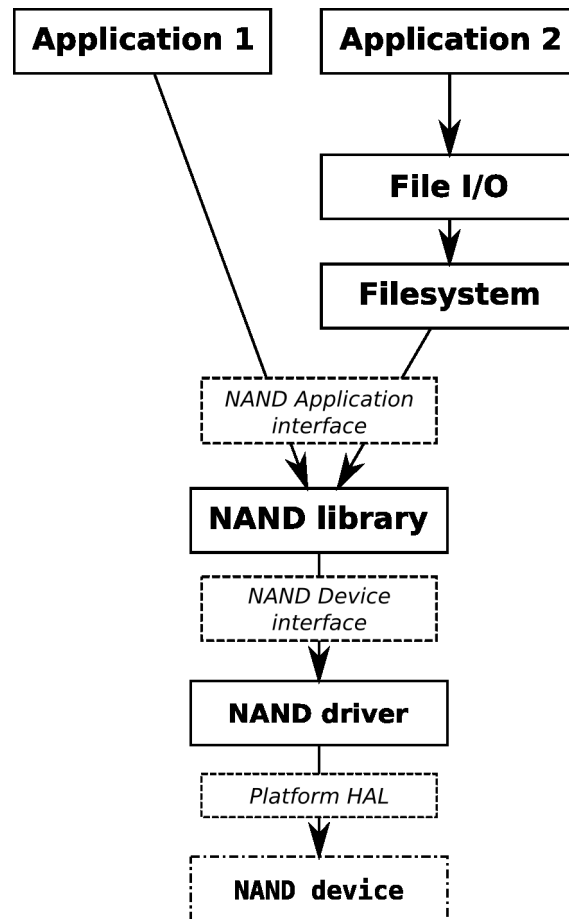 Application 1
Application 2
File I/O
Filesystem
NAND Application
interface
NAND library
NAND Device
interface
NAND driver
Platform HAL
NAND device